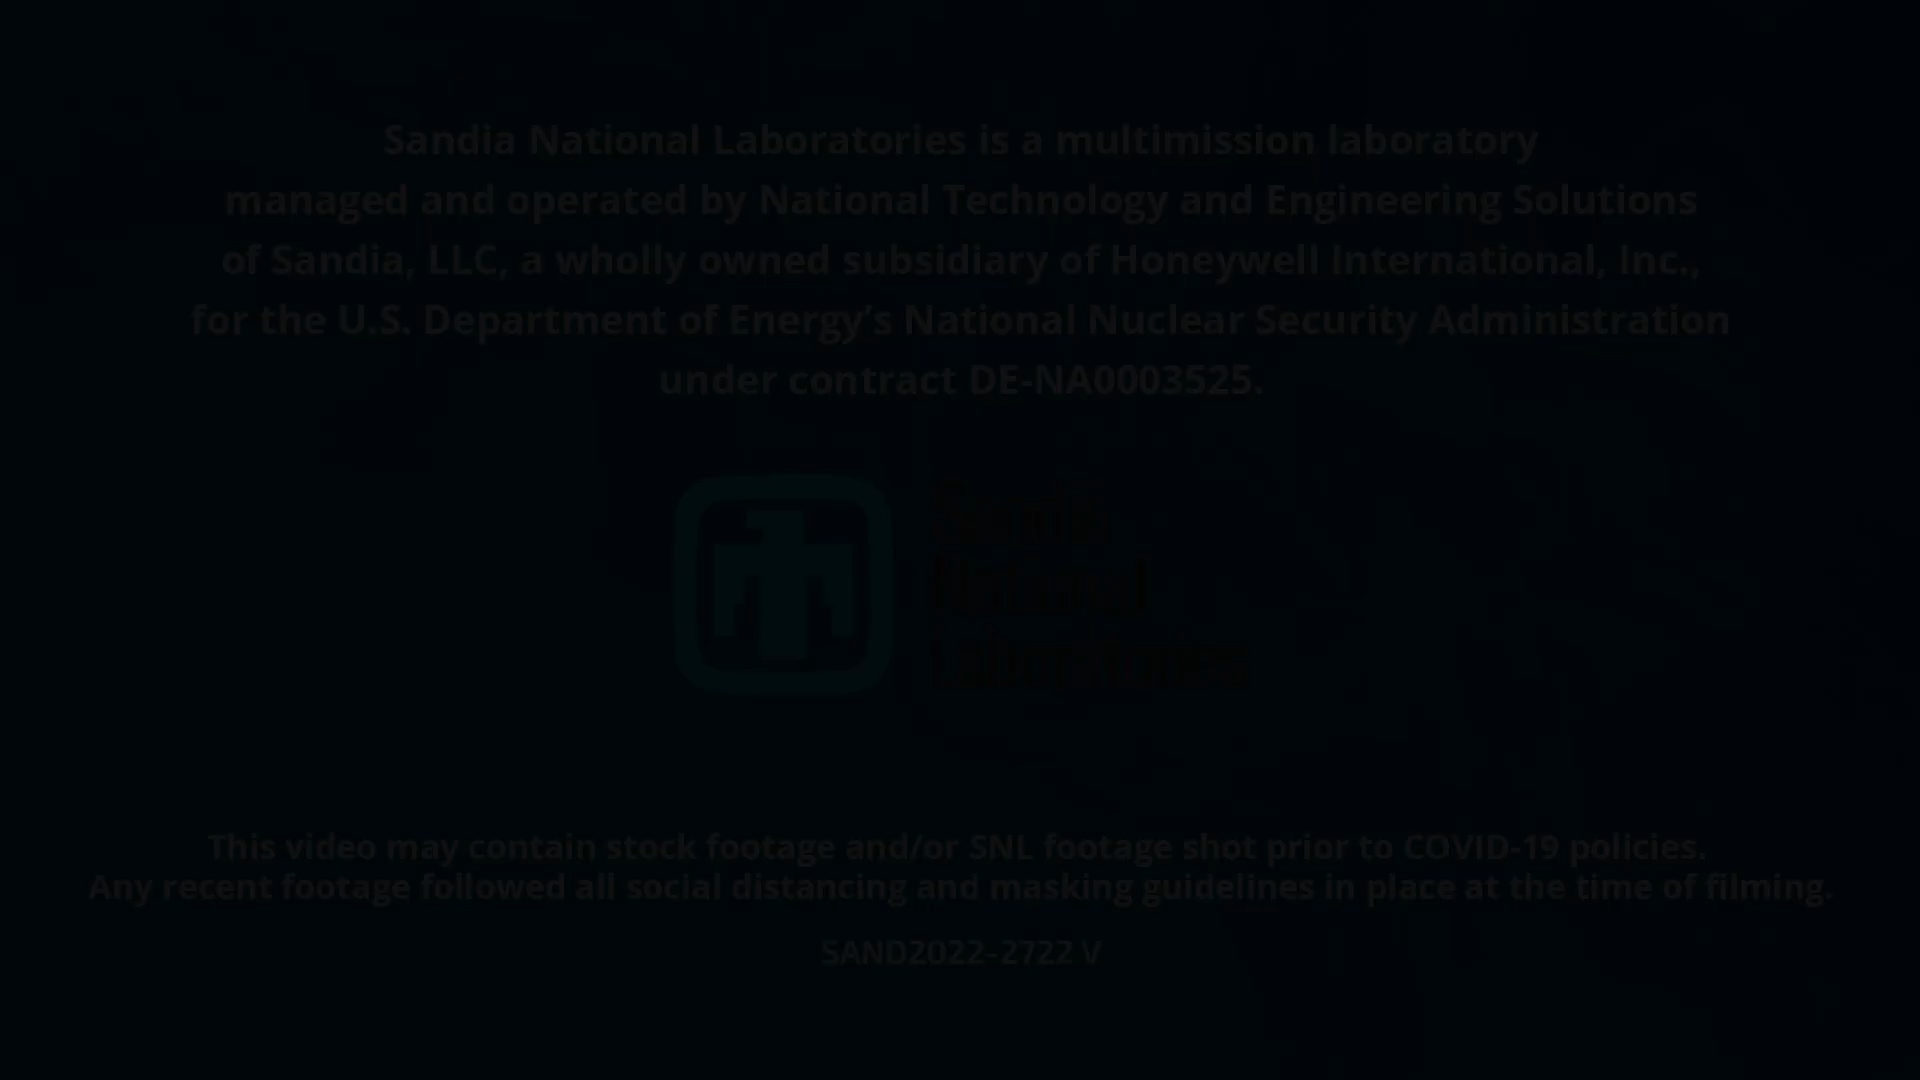 Sandia National Laboratories is a multimission laboratory
managed and operated by National Technology and Engineering Solutions
of Sandia, LLC, a wholly owned subsidiary of Honeywell International, Inc.,
for the U.S. Department of Energy’s National Nuclear Security Administration
under contract DE-NA0003525.
Sandia
National
Laboratories
This video may contain stock footage and/or SNL footage shot prior to COVID-19 policies.
Any recent footage followed all social distancing and masking guidelines in place at the time of filming.
SAND2022-2722 V